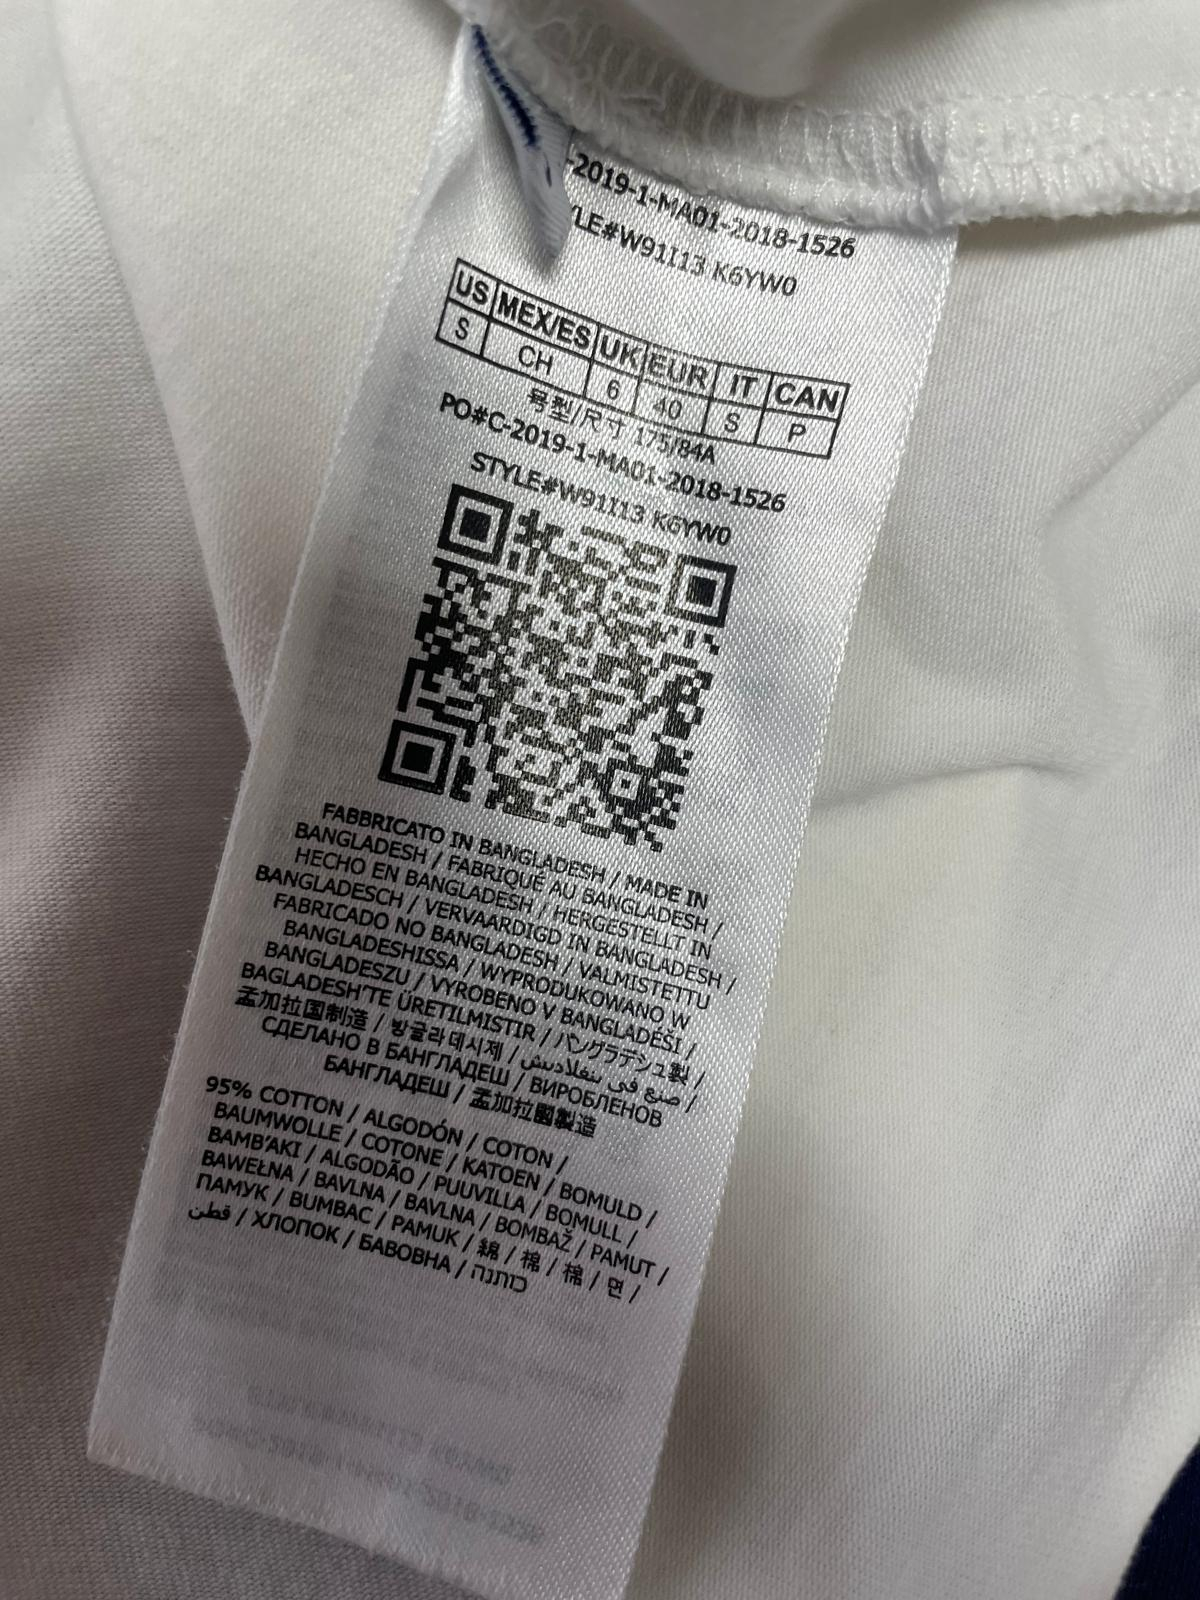 -2019-1-MA01-2018-1526
YLE#W91I13 K6YW0
US MEX/ES UK EUR IT CAN
S CH 6 40 S P
号型/尺寸 175/84A
PO#C-2019-1-MA01-2018-1526
STYLE#W91I13 K6YW0
FABBRICATO IN BANGLADESH / MADE IN
BANGLADESH / FABRIQUÉ AU BANGLADESH /
HECHO EN BANGLADESH / HERGESTELLT IN
BANGLADESCH / VERVAARDIGD IN BANGLADESH /
FABRICADO NO BANGLADESH / VALMISTETTU
BANGLADESHISSA / WYPRODUKOWANO W
BANGLADESZU / VYROBENO V BANGLADÉŠI /
BAGLADESH'TE ÜRETILMISTIR / バングラデシュ製 /
孟加拉国制造 / 방글라데시제 / صنع في بنغلاديش /
СДЕЛАНО В БАНГЛАДЕШ / ВИРОБЛЕНОВ
БАНГЛАДЕШ / 孟加拉國製造
95% COTTON / ALGODÓN / COTON /
BAUMWOLLE / COTONE / KATOEN / BOMULD /
BAMB'AKI / ALGODÃO / PUUVILLA / BOMULL /
BAWEŁNA / BAVLNA / BAVLNA / BOMBAŽ / PAMUT /
ПАМУК / BUMBAC / PAMUK / 綿 / 棉 / 棉 / 면 /
قطن / ХЛОПОК / БАВОВНА / כותנה